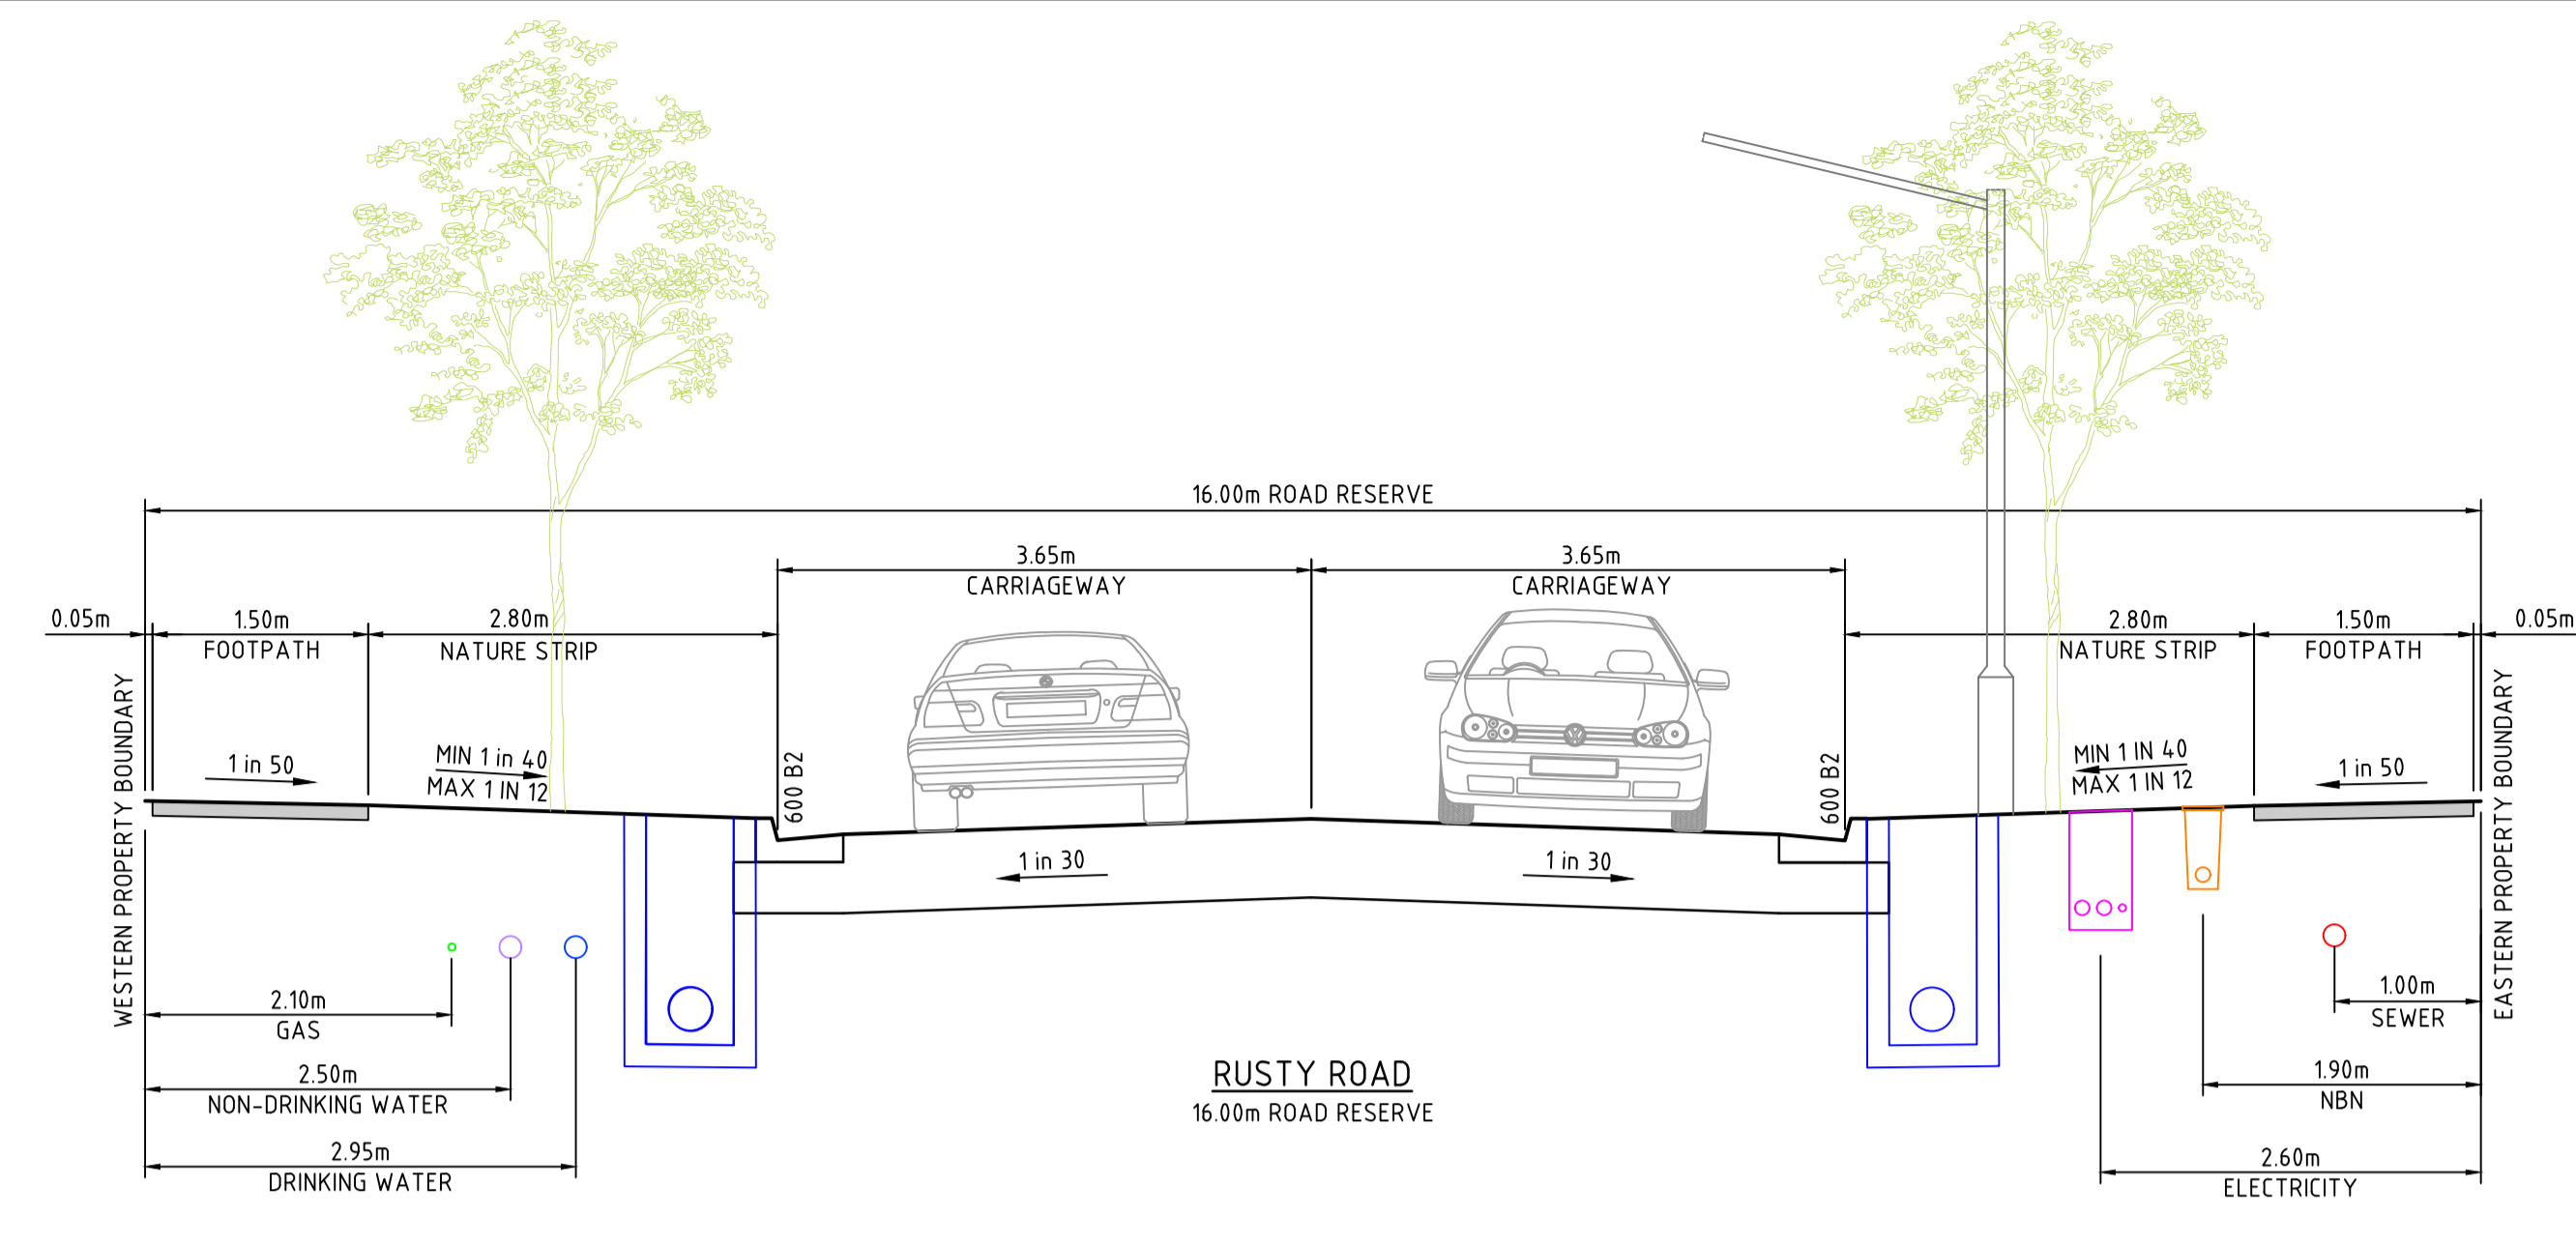 16.00m ROAD RESERVE
3.65m
CARRIAGEWAY
3.65m
CARRIAGEWAY
0.05m
1.50m
FOOTPATH
2.80m
NATURE STRIP
2.80m
NATURE STRIP
1.50m
FOOTPATH
0.05m
WESTERN PROPERTY BOUNDARY
1 in 50
MIN 1 in 40
MAX 1 IN 12
600 B2
600 B2
MIN 1 IN 40
MAX 1 IN 12
1 in 50
EASTERN PROPERTY BOUNDARY
1 in 30
1 in 30
2.10m
GAS
2.50m
NON-DRINKING WATER
2.95m
DRINKING WATER
RUSTY ROAD
16.00m ROAD RESERVE
1.00m
SEWER
1.90m
NBN
2.60m
ELECTRICITY